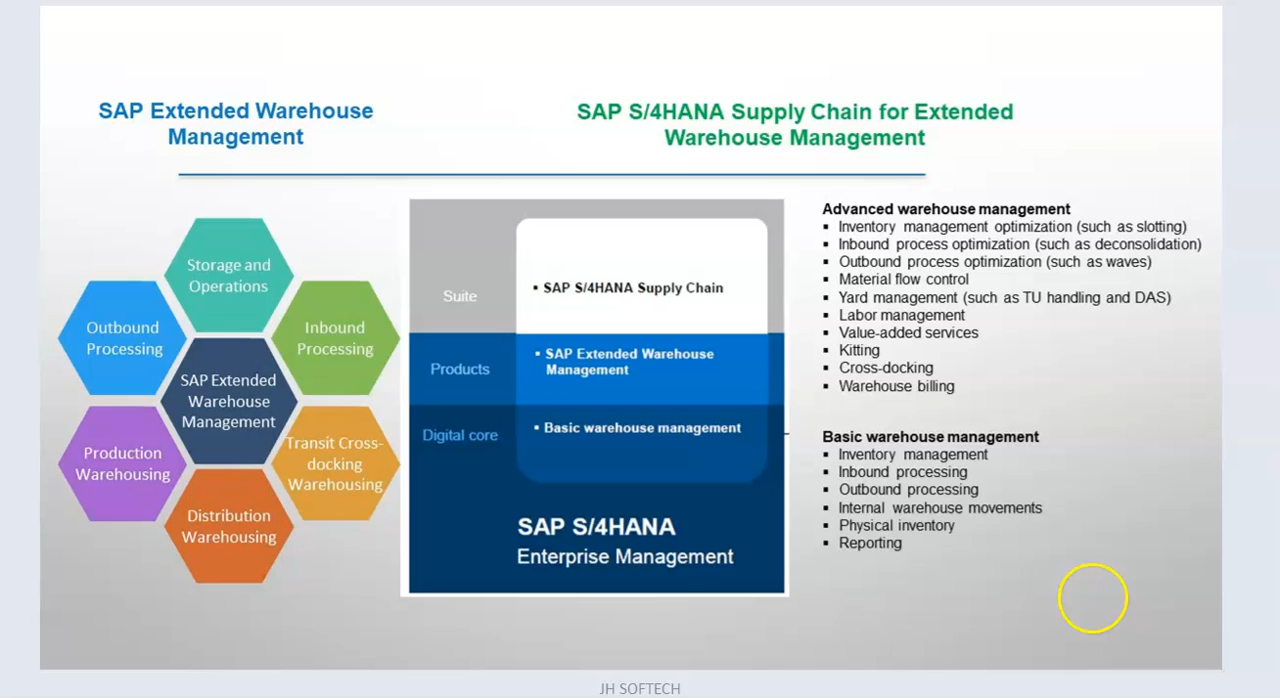 SAP Extended Warehouse
Management
SAP S/4HANA Supply Chain for Extended
Warehouse Management
Storage and
Operations
Outbound
Processing
Inbound
Processing
SAP Extended
Warehouse
Management
Production
Warehousing
Transit Cross-
docking
Warehousing
Distribution
Warehousing
Suite
• SAP S/4HANA Supply Chain
Products
• SAP Extended Warehouse
Management
Digital core
• Basic warehouse management
SAP S/4HANA
Enterprise Management
Advanced warehouse management
▪ Inventory management optimization (such as slotting)
▪ Inbound process optimization (such as deconsolidation)
▪ Outbound process optimization (such as waves)
▪ Material flow control
▪ Yard management (such as TU handling and DAS)
▪ Labor management
▪ Value-added services
▪ Kitting
▪ Cross-docking
▪ Warehouse billing
Basic warehouse management
▪ Inventory management
▪ Inbound processing
▪ Outbound processing
▪ Internal warehouse movements
▪ Physical inventory
▪ Reporting
JH SOFTECH